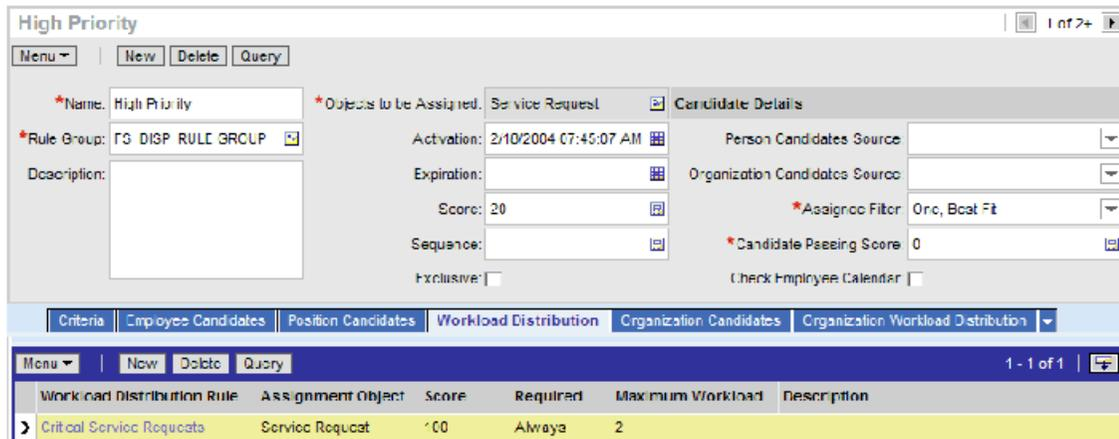 High Priority
1 of 2+
Menu New Delete Query
*Name: High Priority *Objects to be Assigned: Service Request Candidate Details
*Rule Group: FS DISP RULE GROUP Activation: 2/10/2004 07:45:07 AM Person Candidates Source
Description: Expiration: Organization Candidates Source
Score: 20 *Assignee Filter: One, Best Fit
Sequence: *Candidate Passing Score: 0
Exclusive: Check Employee Calendar:
Criteria Employee Candidates Position Candidates Workload Distribution Organization Candidates Organization Workload Distribution
Menu New Delete Query 1 - 1 of 1
Workload Distribution Rule Assignment Object Score Required Maximum Workload Description
Critical Service Requests Service Request 100 Always 2